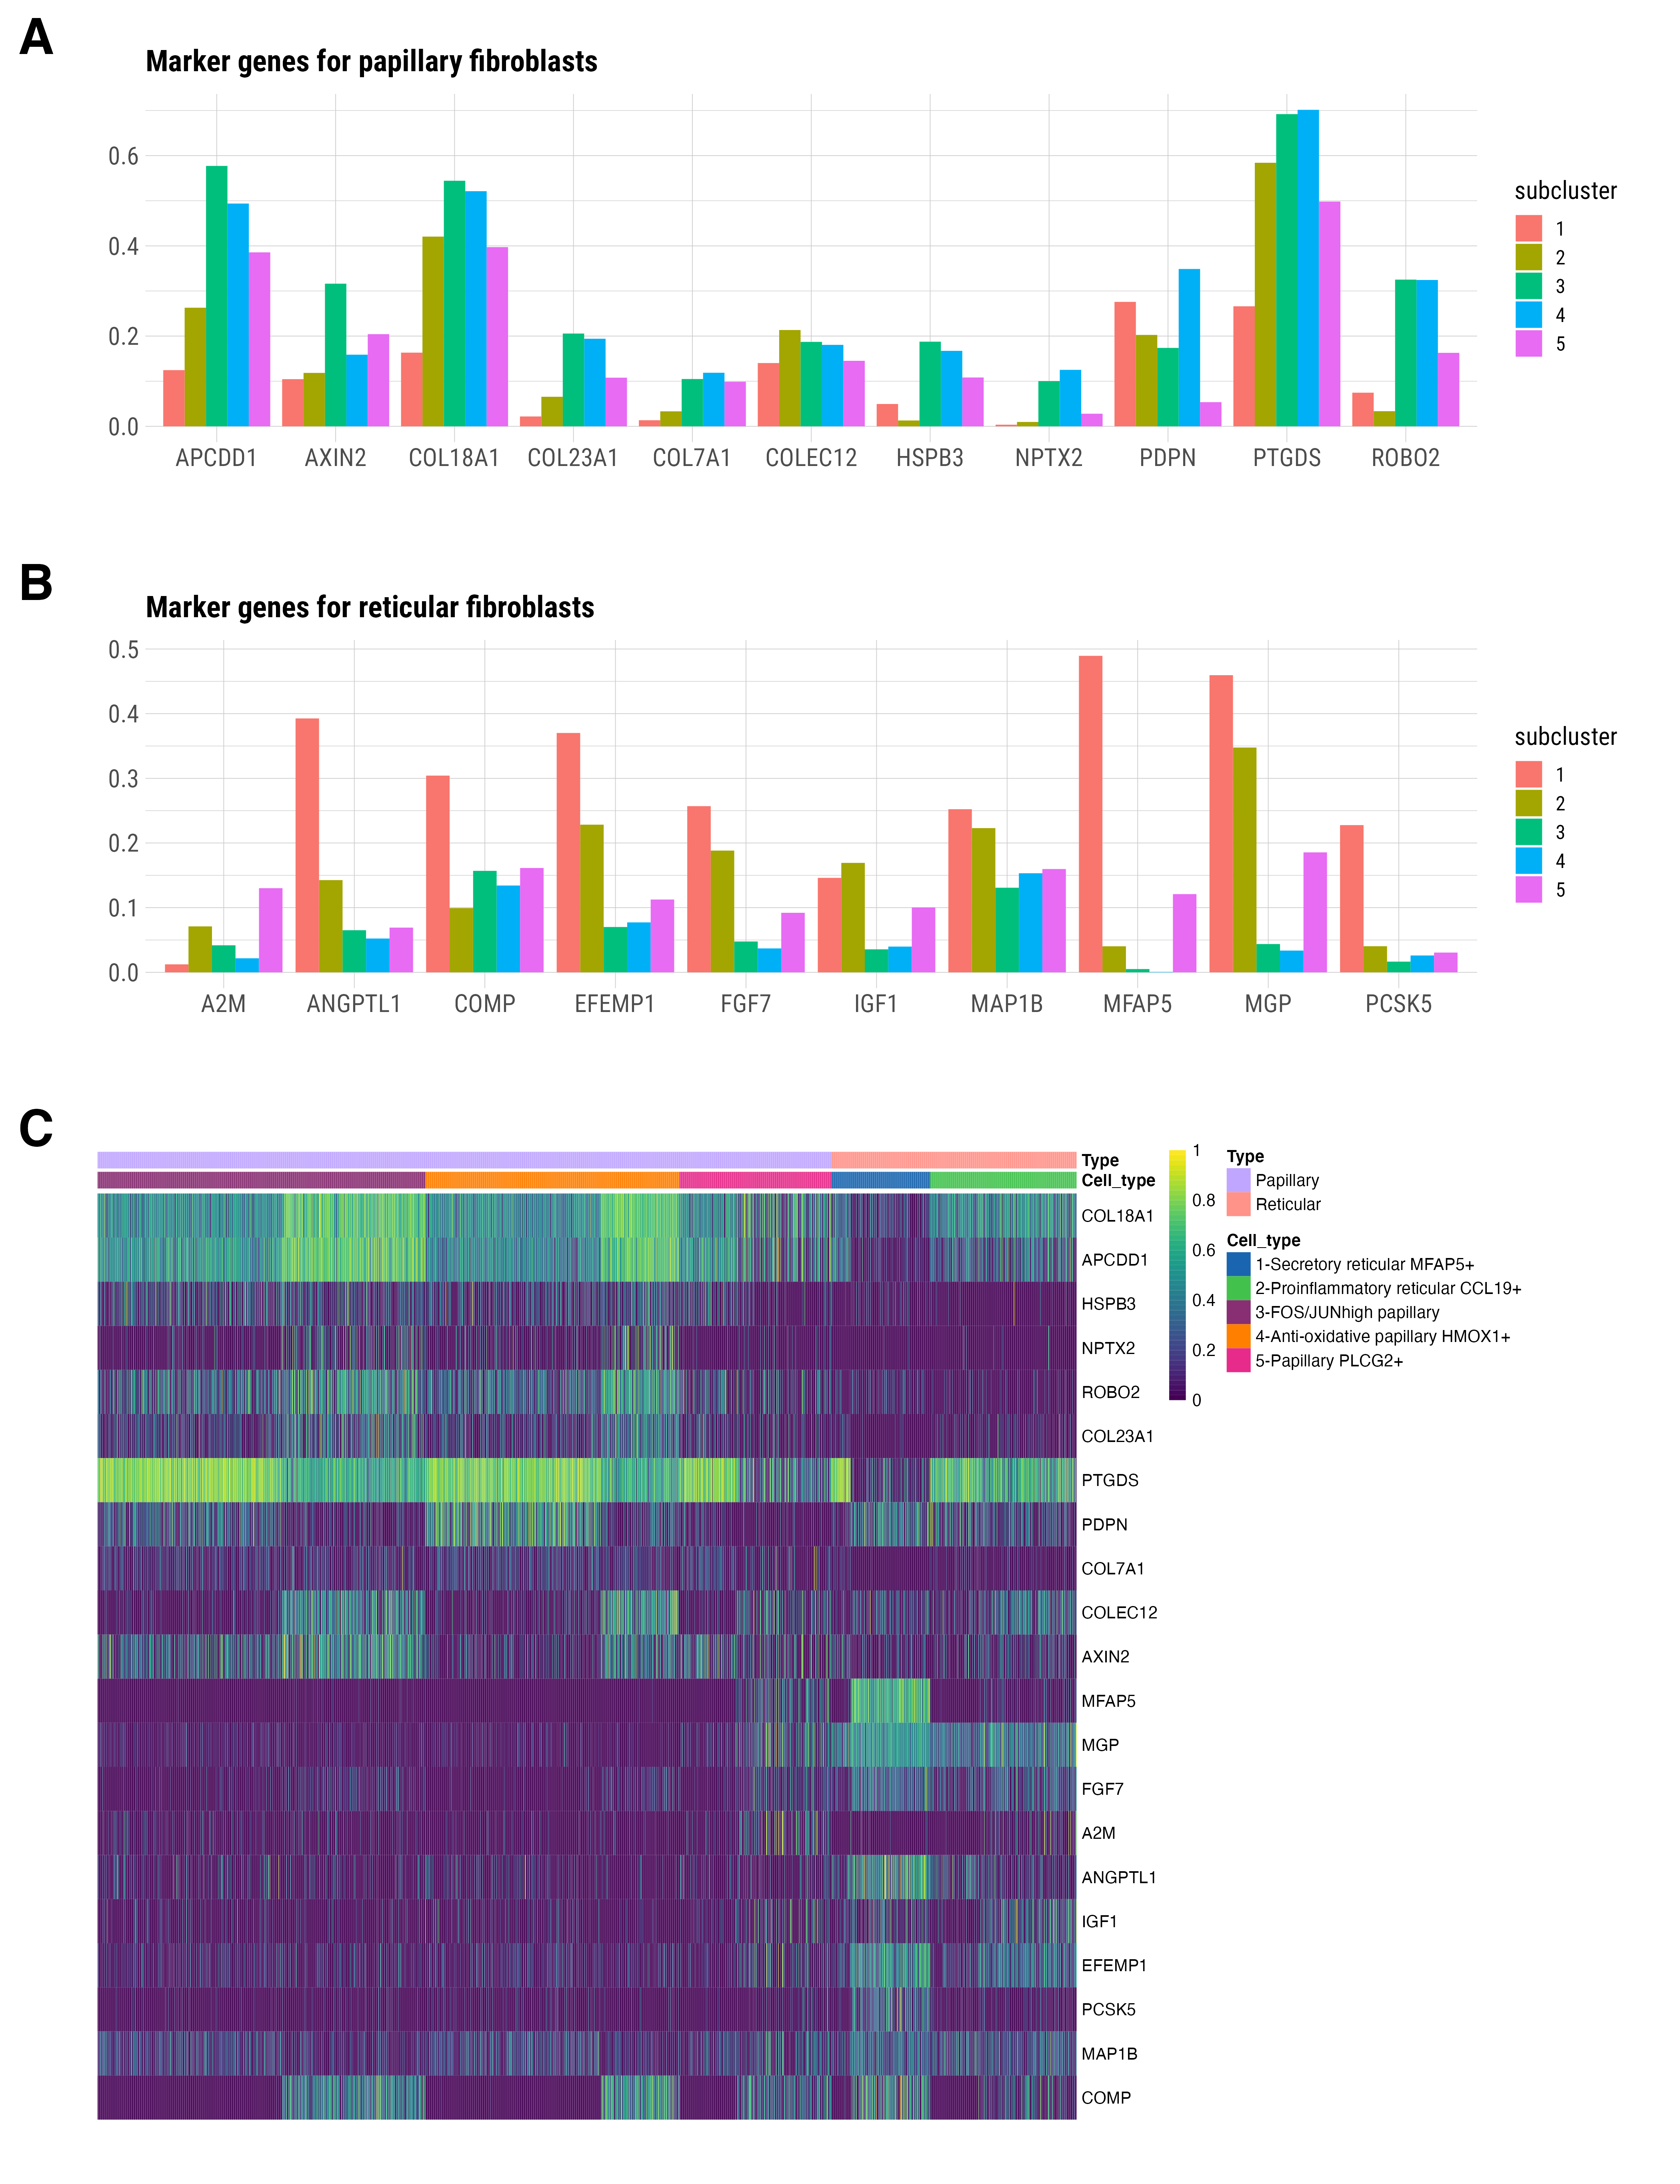 A
Marker genes for papillary fibroblasts
0.6
0.4
0.2
0.0
APCDD1 AXIN2 COL18A1 COL23A1 COL7A1 COLEC12 HSPB3 NPTX2 PDPN PTGDS ROBO2
subcluster
1
2
3
4
5
B
Marker genes for reticular fibroblasts
0.5
0.4
0.3
0.2
0.1
0.0
A2M ANGPTL1 COMP EFEMP1 FGF7 IGF1 MAP1B MFAP5 MGP PCSK5
subcluster
1
2
3
4
5
C
Type
Cell_type
COL18A1
APCDD1
HSPB3
NPTX2
ROBO2
COL23A1
PTGDS
PDPN
COL7A1
COLEC12
AXIN2
MFAP5
MGP
FGF7
A2M
ANGPTL1
IGF1
EFEMP1
PCSK5
MAP1B
COMP
1
0.8
0.6
0.4
0.2
0
Type
Papillary
Reticular
Cell_type
1-Secretory reticular MFAP5+
2-Proinflammatory reticular CCL19+
3-FOS/JUNhigh papillary
4-Anti-oxidative papillary HMOX1+
5-Papillary PLCG2+